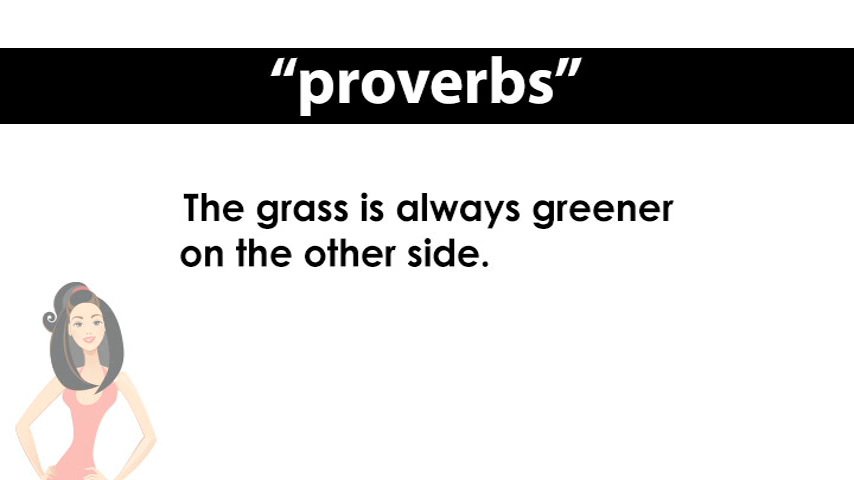 “proverbs”
The grass is always greener
on the other side.